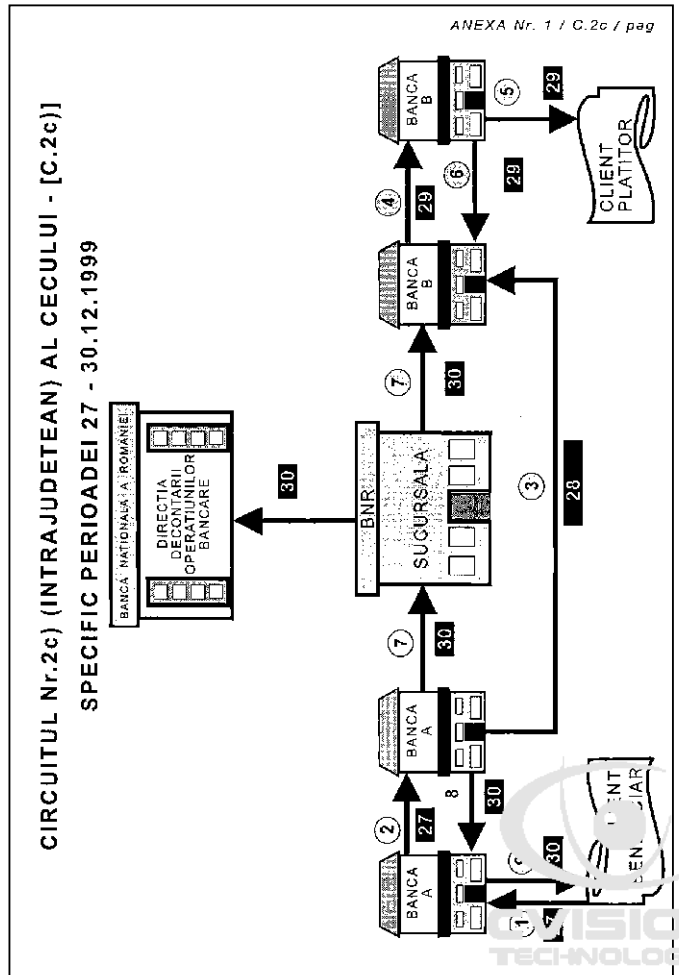 ANEXA Nr. 1 / C.2c / pag
CIRCUITUL Nr.2c) (INTRAJUDETEAN) AL CECULUI - [C.2c)]
SPECIFIC PERIOADEI 27 - 30.12.1999
BANCA NATIONALA A ROMANIEI
DIRECTIA
DECONTARII
OPERATIUNILOR
BANCARE
30
BNR
SUCURSALA
BANCA
A
2
27
BANCA
A
7
30
7
30
BANCA
B
4
29
BANCA
B
8
30
6
29
5
29
3
28
1
30
CLIENT
PLATITOR
CVISION
TECHNOLOG